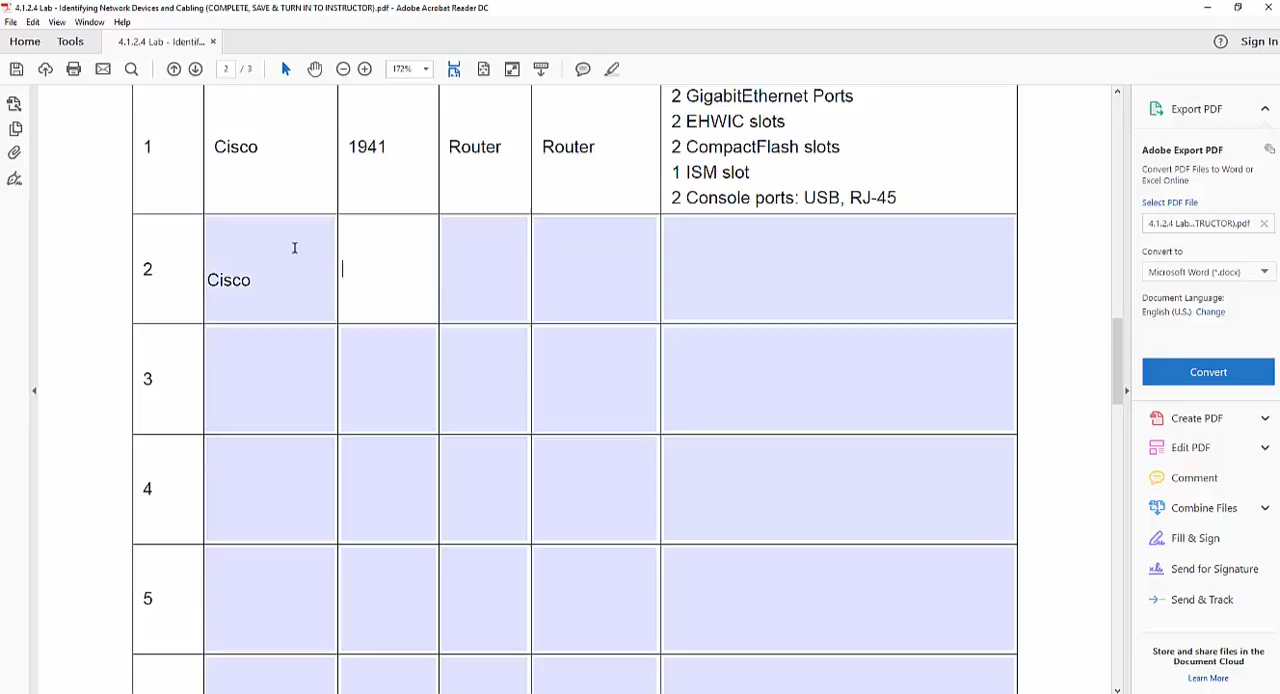 4.1.2.4 Lab - Identifying Network Devices and Cabling (COMPLETE, SAVE & TURN IN TO INSTRUCTOR).pdf - Adobe Acrobat Reader DC
File Edit View Window Help
Home Tools 4.1.2.4 Lab - Identif... × Sign In
2 / 3 172%
2 GigabitEthernet Ports
2 EHWIC slots
1 Cisco 1941 Router Router 2 CompactFlash slots
1 ISM slot
2 Console ports: USB, RJ-45
2 Cisco
3
4
5
Export PDF
Adobe Export PDF
Convert PDF Files to Word or
Excel Online
Select PDF File
4.1.2.4 Lab...TRUCTOR).pdf ×
Convert to
Microsoft Word (*.docx)
Document Language:
English (U.S.) Change
Convert
Create PDF
Edit PDF
Comment
Combine Files
Fill & Sign
Send for Signature
Send & Track
Store and share files in the
Document Cloud
Learn More